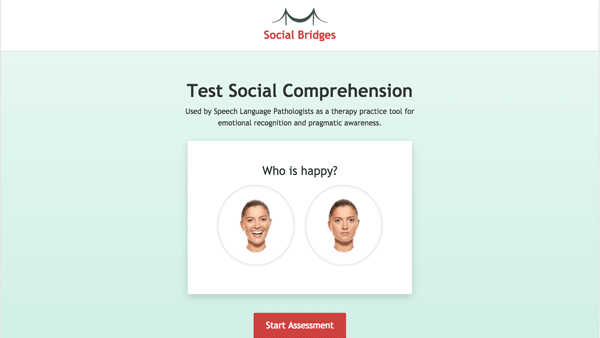 Social Bridges
Test Social Comprehension
Used by Speech Language Pathologists as a therapy practice tool for
emotional recognition and pragmatic awareness.
Who is happy?
Start Assessment